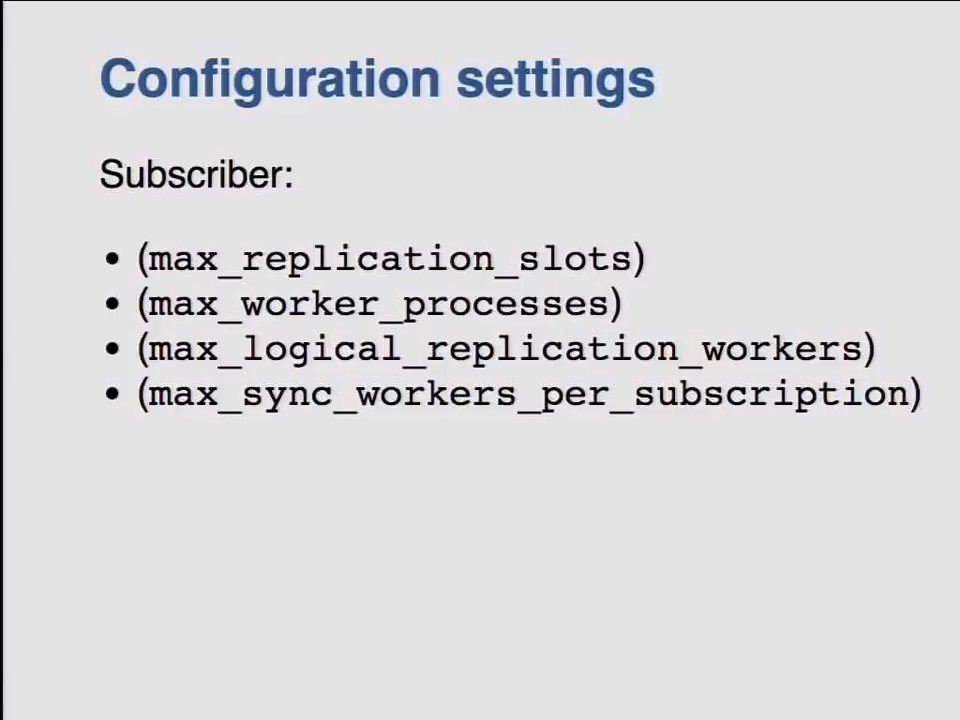 Configuration settings
Subscriber:
• (max_replication_slots)
• (max_worker_processes)
• (max_logical_replication_workers)
• (max_sync_workers_per_subscription)